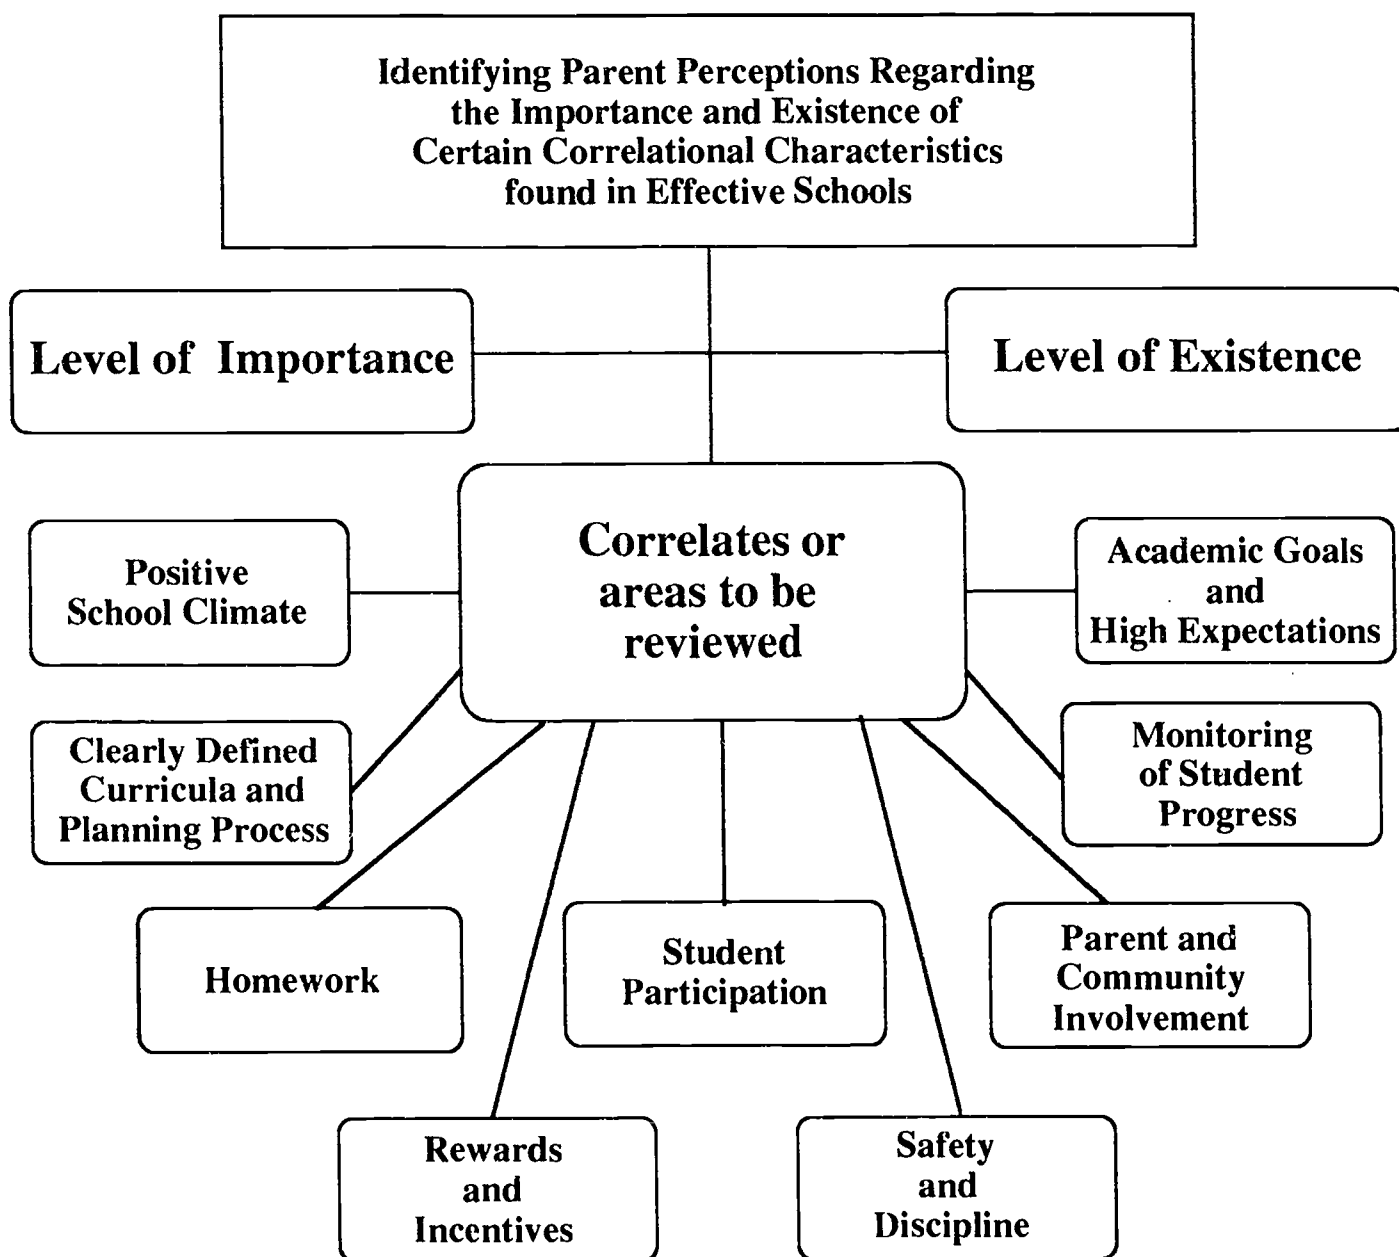 Identifying Parent Perceptions Regarding
the Importance and Existence of
Certain Correlational Characteristics
found in Effective Schools
Level of Importance
Level of Existence
Correlates or
areas to be
reviewed
Positive
School Climate
Academic Goals
and
High Expectations
Clearly Defined
Curricula and
Planning Process
Monitoring
of Student
Progress
Homework
Student
Participation
Parent and
Community
Involvement
Rewards
and
Incentives
Safety
and
Discipline